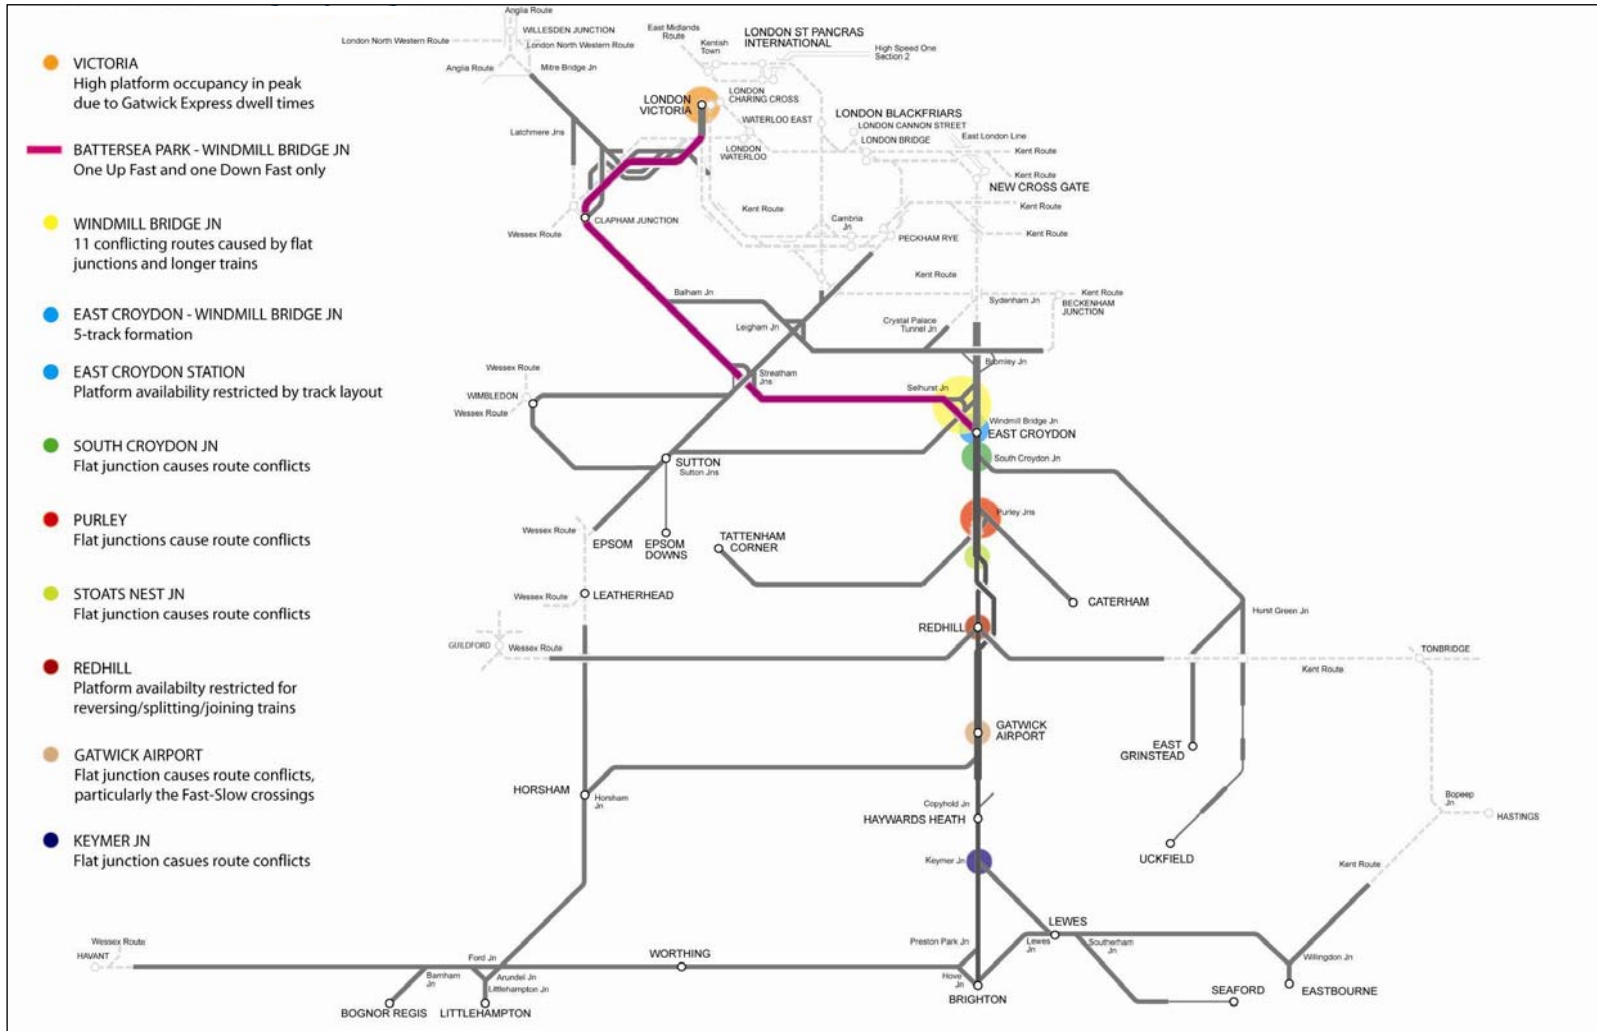 VICTORIA
High platform occupancy in peak
due to Gatwick Express dwell times
BATTERSEA PARK - WINDMILL BRIDGE JN
One Up Fast and one Down Fast only
WINDMILL BRIDGE JN
11 conflicting routes caused by flat
junctions and longer trains
EAST CROYDON - WINDMILL BRIDGE JN
5-track formation
EAST CROYDON STATION
Platform availability restricted by track layout
SOUTH CROYDON JN
Flat junction causes route conflicts
PURLEY
Flat junctions cause route conflicts
STOATS NEST JN
Flat junction causes route conflicts
REDHILL
Platform availabilty restricted for
reversing/splitting/joining trains
GATWICK AIRPORT
Flat junction causes route conflicts,
particularly the Fast-Slow crossings
KEYMER JN
Flat junction casues route conflicts
Anglia Route
WILLESDEN JUNCTION
London North Western Route
London North Western Route
Anglia Route
Mitre Bridge Jn
East Midlands
Route
Kentish
Town
LONDON ST PANCRAS
INTERNATIONAL
High Speed One
Section 2
LONDON
VICTORIA
LONDON
CHARING CROSS
WATERLOO EAST
LONDON BLACKFRIARS
LONDON CANNON STREET
LONDON BRIDGE
East London Line
Kent Route
Latchmere Jns
LONDON
WATERLOO
Kent Route
NEW CROSS GATE
Kent Route
Kent Route
Cambria
Jn
CLAPHAM JUNCTION
Wessex Route
PECKHAM RYE
Kent Route
Kent Route
Balham Jn
Kent Route
Sydenham Jn
BECKENHAM
JUNCTION
Leigham Jn
Crystal Palace
Tunnel Jn
Bromley Jn
Wessex Route
Streatham
Jns
WIMBLEDON
Selhurst Jn
Wessex Route
Windmill Bridge Jn
EAST CROYDON
SUTTON
Sutton Jns
South Croydon Jn
Purley Jns
Wessex Route
EPSOM
EPSOM
DOWNS
TATTENHAM
CORNER
Wessex Route
LEATHERHEAD
CATERHAM
Hurst Green Jn
REDHILL
GUILDFORD
Wessex Route
TONBRIDGE
Kent Route
GATWICK
AIRPORT
EAST
GRINSTEAD
HORSHAM
Horsham
Jn
Copyhold Jn
HAYWARDS HEATH
Bopeep
Jn
HASTINGS
Keymer Jn
UCKFIELD
Kent Route
LEWES
Wessex Route
HAVANT
Preston Park Jn
Lewes
Jn
Southerham
Jn
Ford Jn
WORTHING
Willingdon Jn
Barnham
Jn
Arundel Jn
Littlehampton Jn
Hove
Jn
BRIGHTON
SEAFORD
EASTBOURNE
BOGNOR REGIS
LITTLEHAMPTON